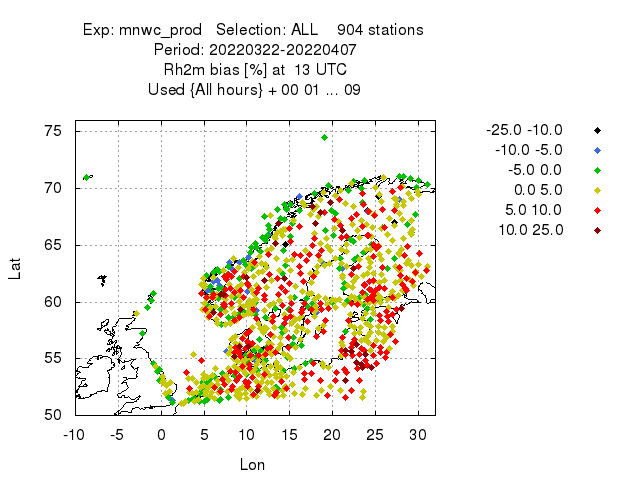 Exp: mnwc_prod   Selection: ALL    904 stations
Period: 20220322-20220407
Rh2m bias [%] at  13 UTC
Used {All hours} + 00 01 ... 09
-25.0 -10.0
-10.0 -5.0
-5.0 0.0
0.0 5.0
5.0 10.0
10.0 25.0
75
70
65
60
55
50
Lat
-10 -5 0 5 10 15 20 25 30
Lon